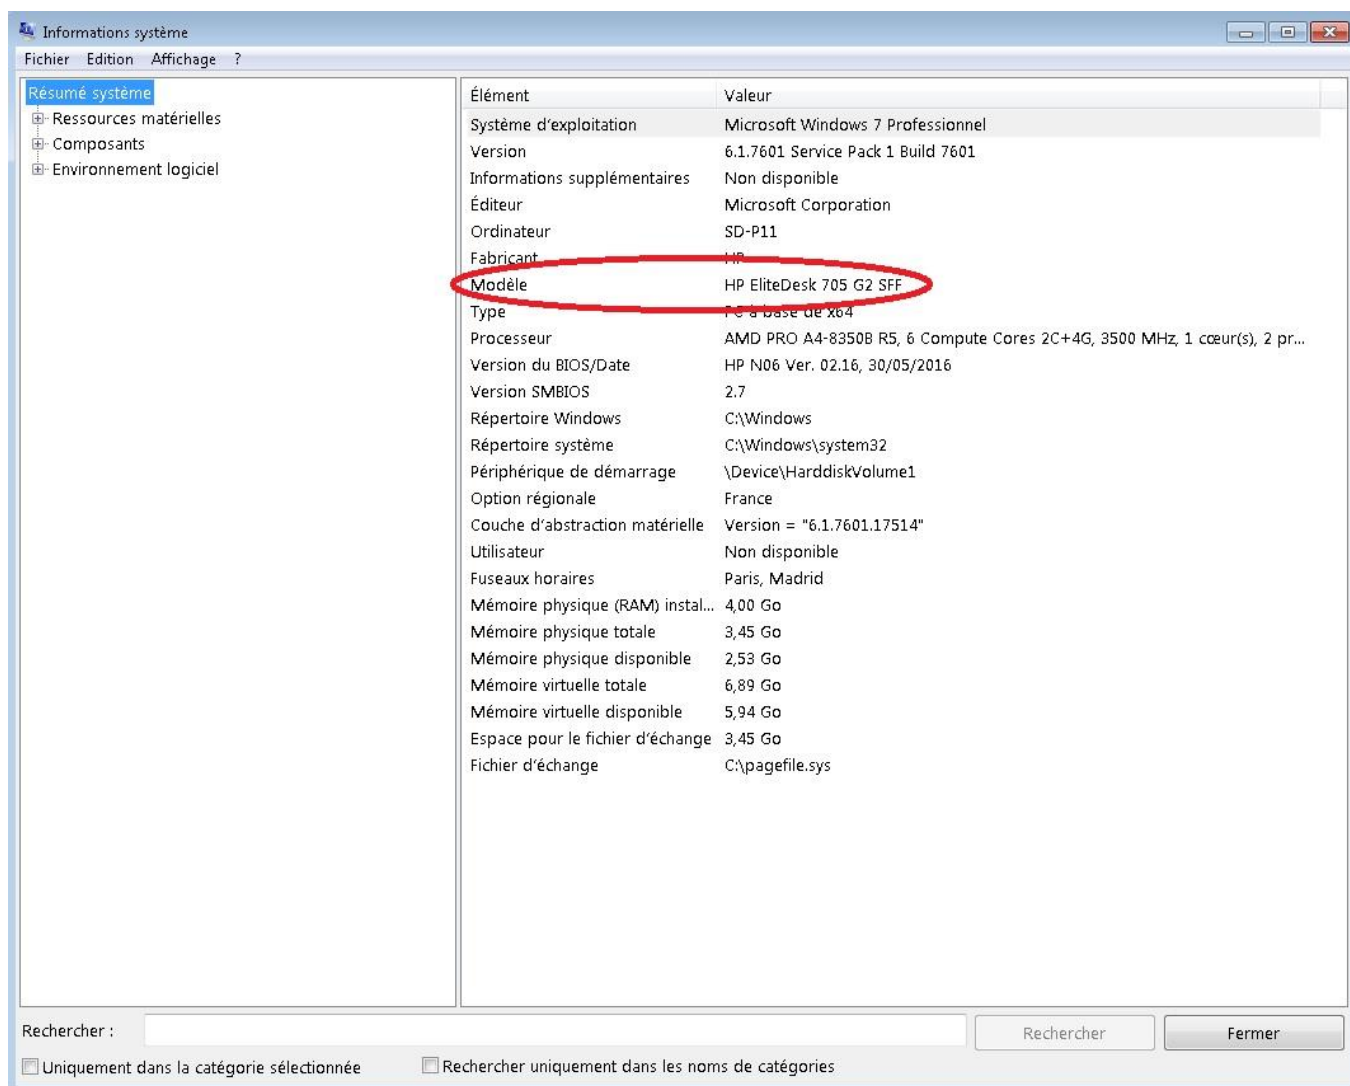 Informations système
Fichier Edition Affichage ?
Résumé système
Ressources matérielles
Composants
Environnement logiciel
Élément Valeur
Système d'exploitation Microsoft Windows 7 Professionnel
Version 6.1.7601 Service Pack 1 Build 7601
Informations supplémentaires Non disponible
Éditeur Microsoft Corporation
Ordinateur SD-P11
Fabricant HP
Modèle HP EliteDesk 705 G2 SFF
Type PC à base de x64
Processeur AMD PRO A4-8350B R5, 6 Compute Cores 2C+4G, 3500 MHz, 1 cœur(s), 2 pr...
Version du BIOS/Date HP N06 Ver. 02.16, 30/05/2016
Version SMBIOS 2.7
Répertoire Windows C:\Windows
Répertoire système C:\Windows\system32
Périphérique de démarrage \Device\HarddiskVolume1
Option régionale France
Couche d'abstraction matérielle Version = "6.1.7601.17514"
Utilisateur Non disponible
Fuseaux horaires Paris, Madrid
Mémoire physique (RAM) instal... 4,00 Go
Mémoire physique totale 3,45 Go
Mémoire physique disponible 2,53 Go
Mémoire virtuelle totale 6,89 Go
Mémoire virtuelle disponible 5,94 Go
Espace pour le fichier d'échange 3,45 Go
Fichier d'échange C:\pagefile.sys
Rechercher : Rechercher Fermer
Uniquement dans la catégorie sélectionnée Rechercher uniquement dans les noms de catégories